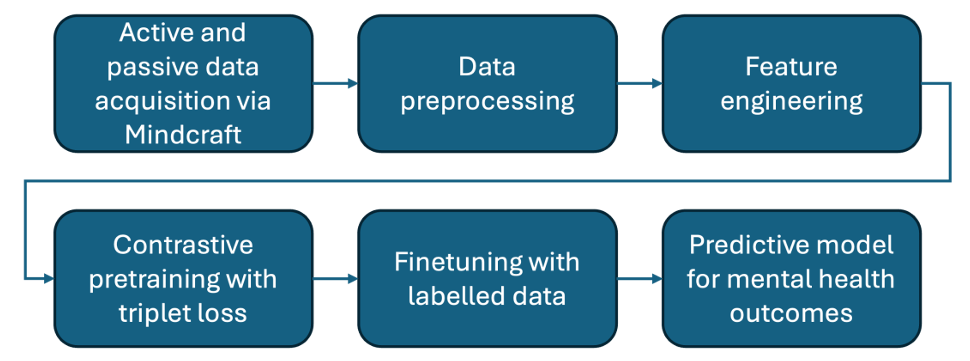 Active and
passive data
acquisition via
Mindcraft
Data
preprocessing
Feature
engineering
Contrastive
pretraining with
triplet loss
Finetuning with
labelled data
Predictive model
for mental health
outcomes